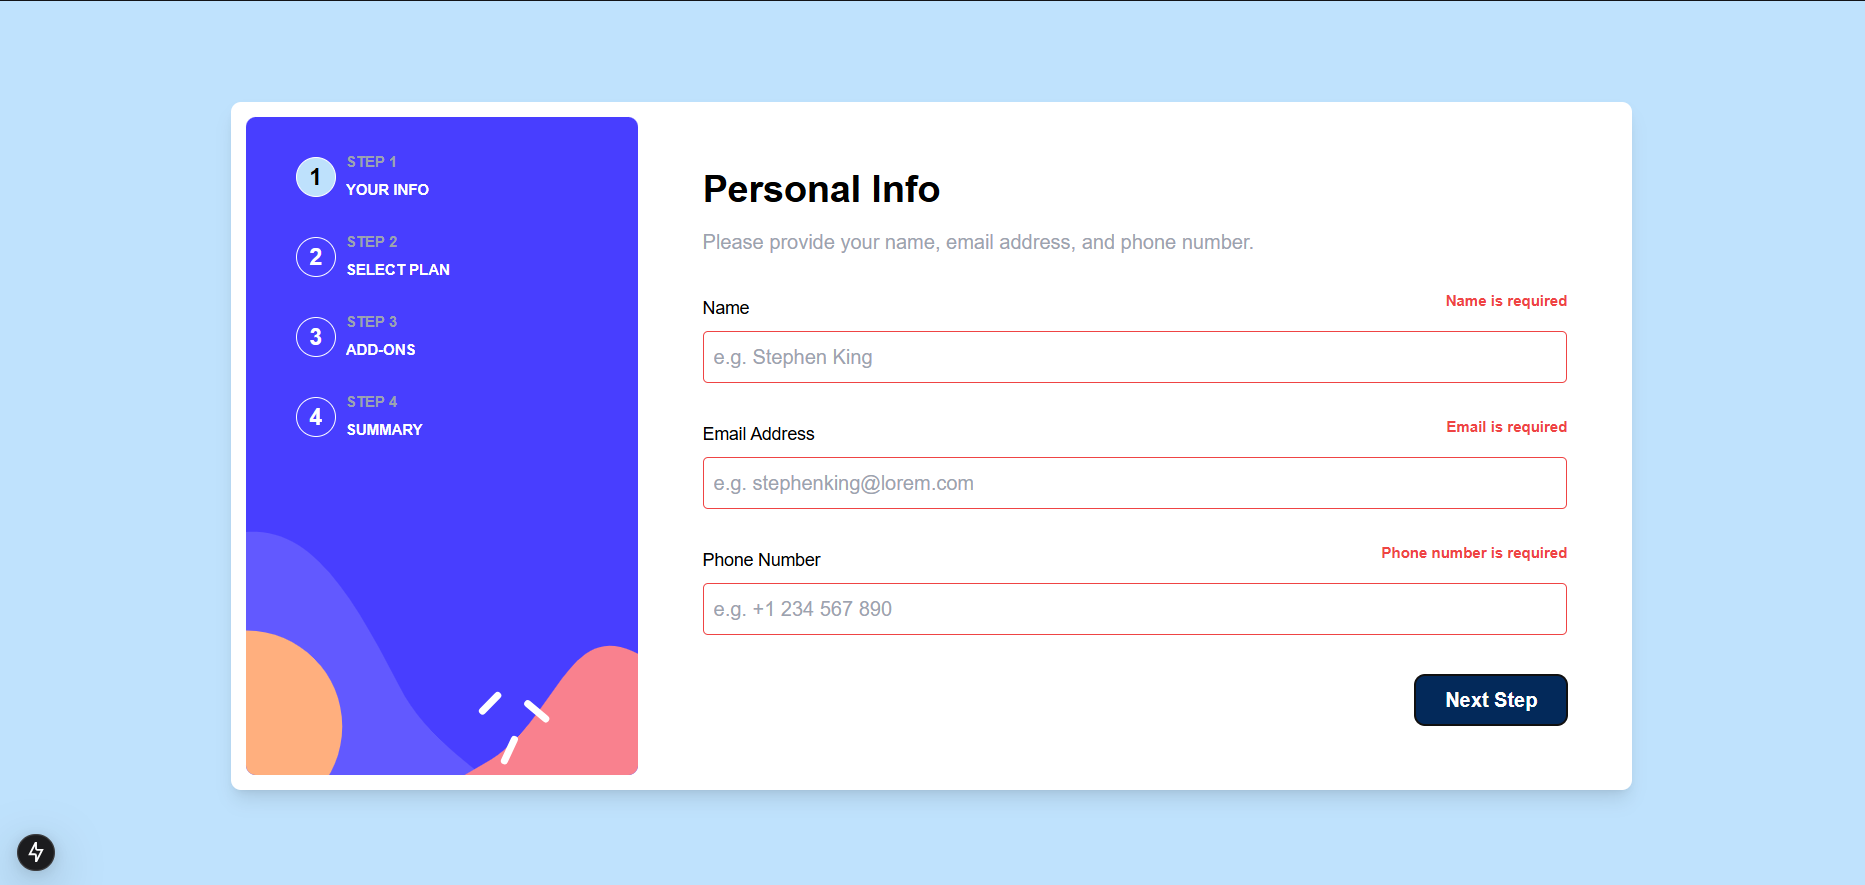 1
STEP 1
YOUR INFO
2
STEP 2
SELECT PLAN
3
STEP 3
ADD-ONS
4
STEP 4
SUMMARY
Personal Info
Please provide your name, email address, and phone number.
Name
Name is required
e.g. Stephen King
Email Address
Email is required
e.g. stephenking@lorem.com
Phone Number
Phone number is required
e.g. +1 234 567 890
Next Step